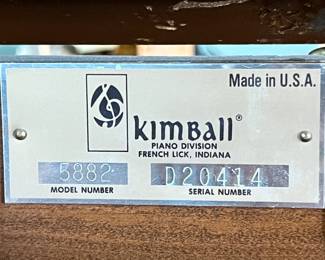 Made in U.S.A.
KIMBALL®
PIANO DIVISION
FRENCH LICK, INDIANA
5882 D20414
MODEL NUMBER SERIAL NUMBER